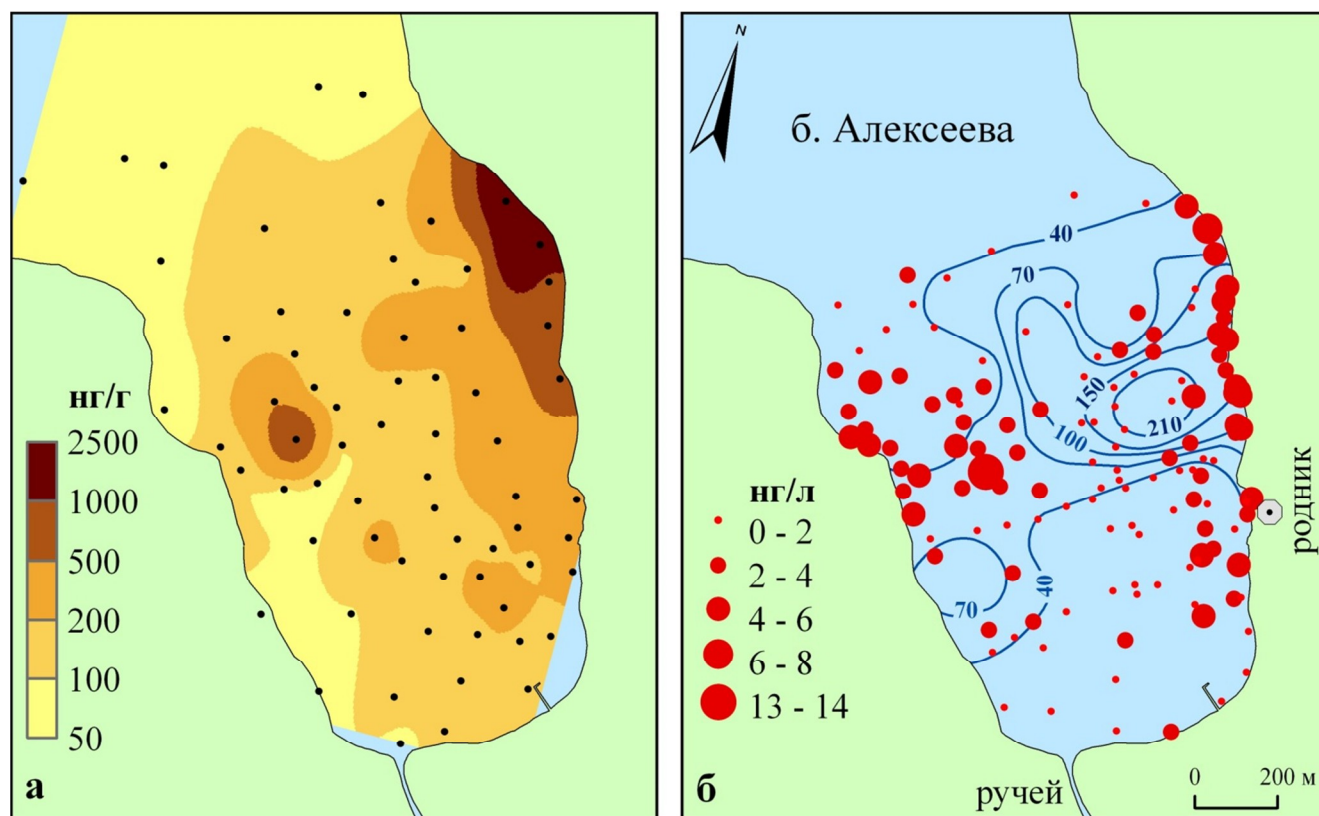 нг/г
2500
1000
500
200
100
50
а
N
б. Алексеева
40
70
150
210
100
40
70
нг/л
0 - 2
2 - 4
4 - 6
6 - 8
13 - 14
родник
ручей
0 200 м
б